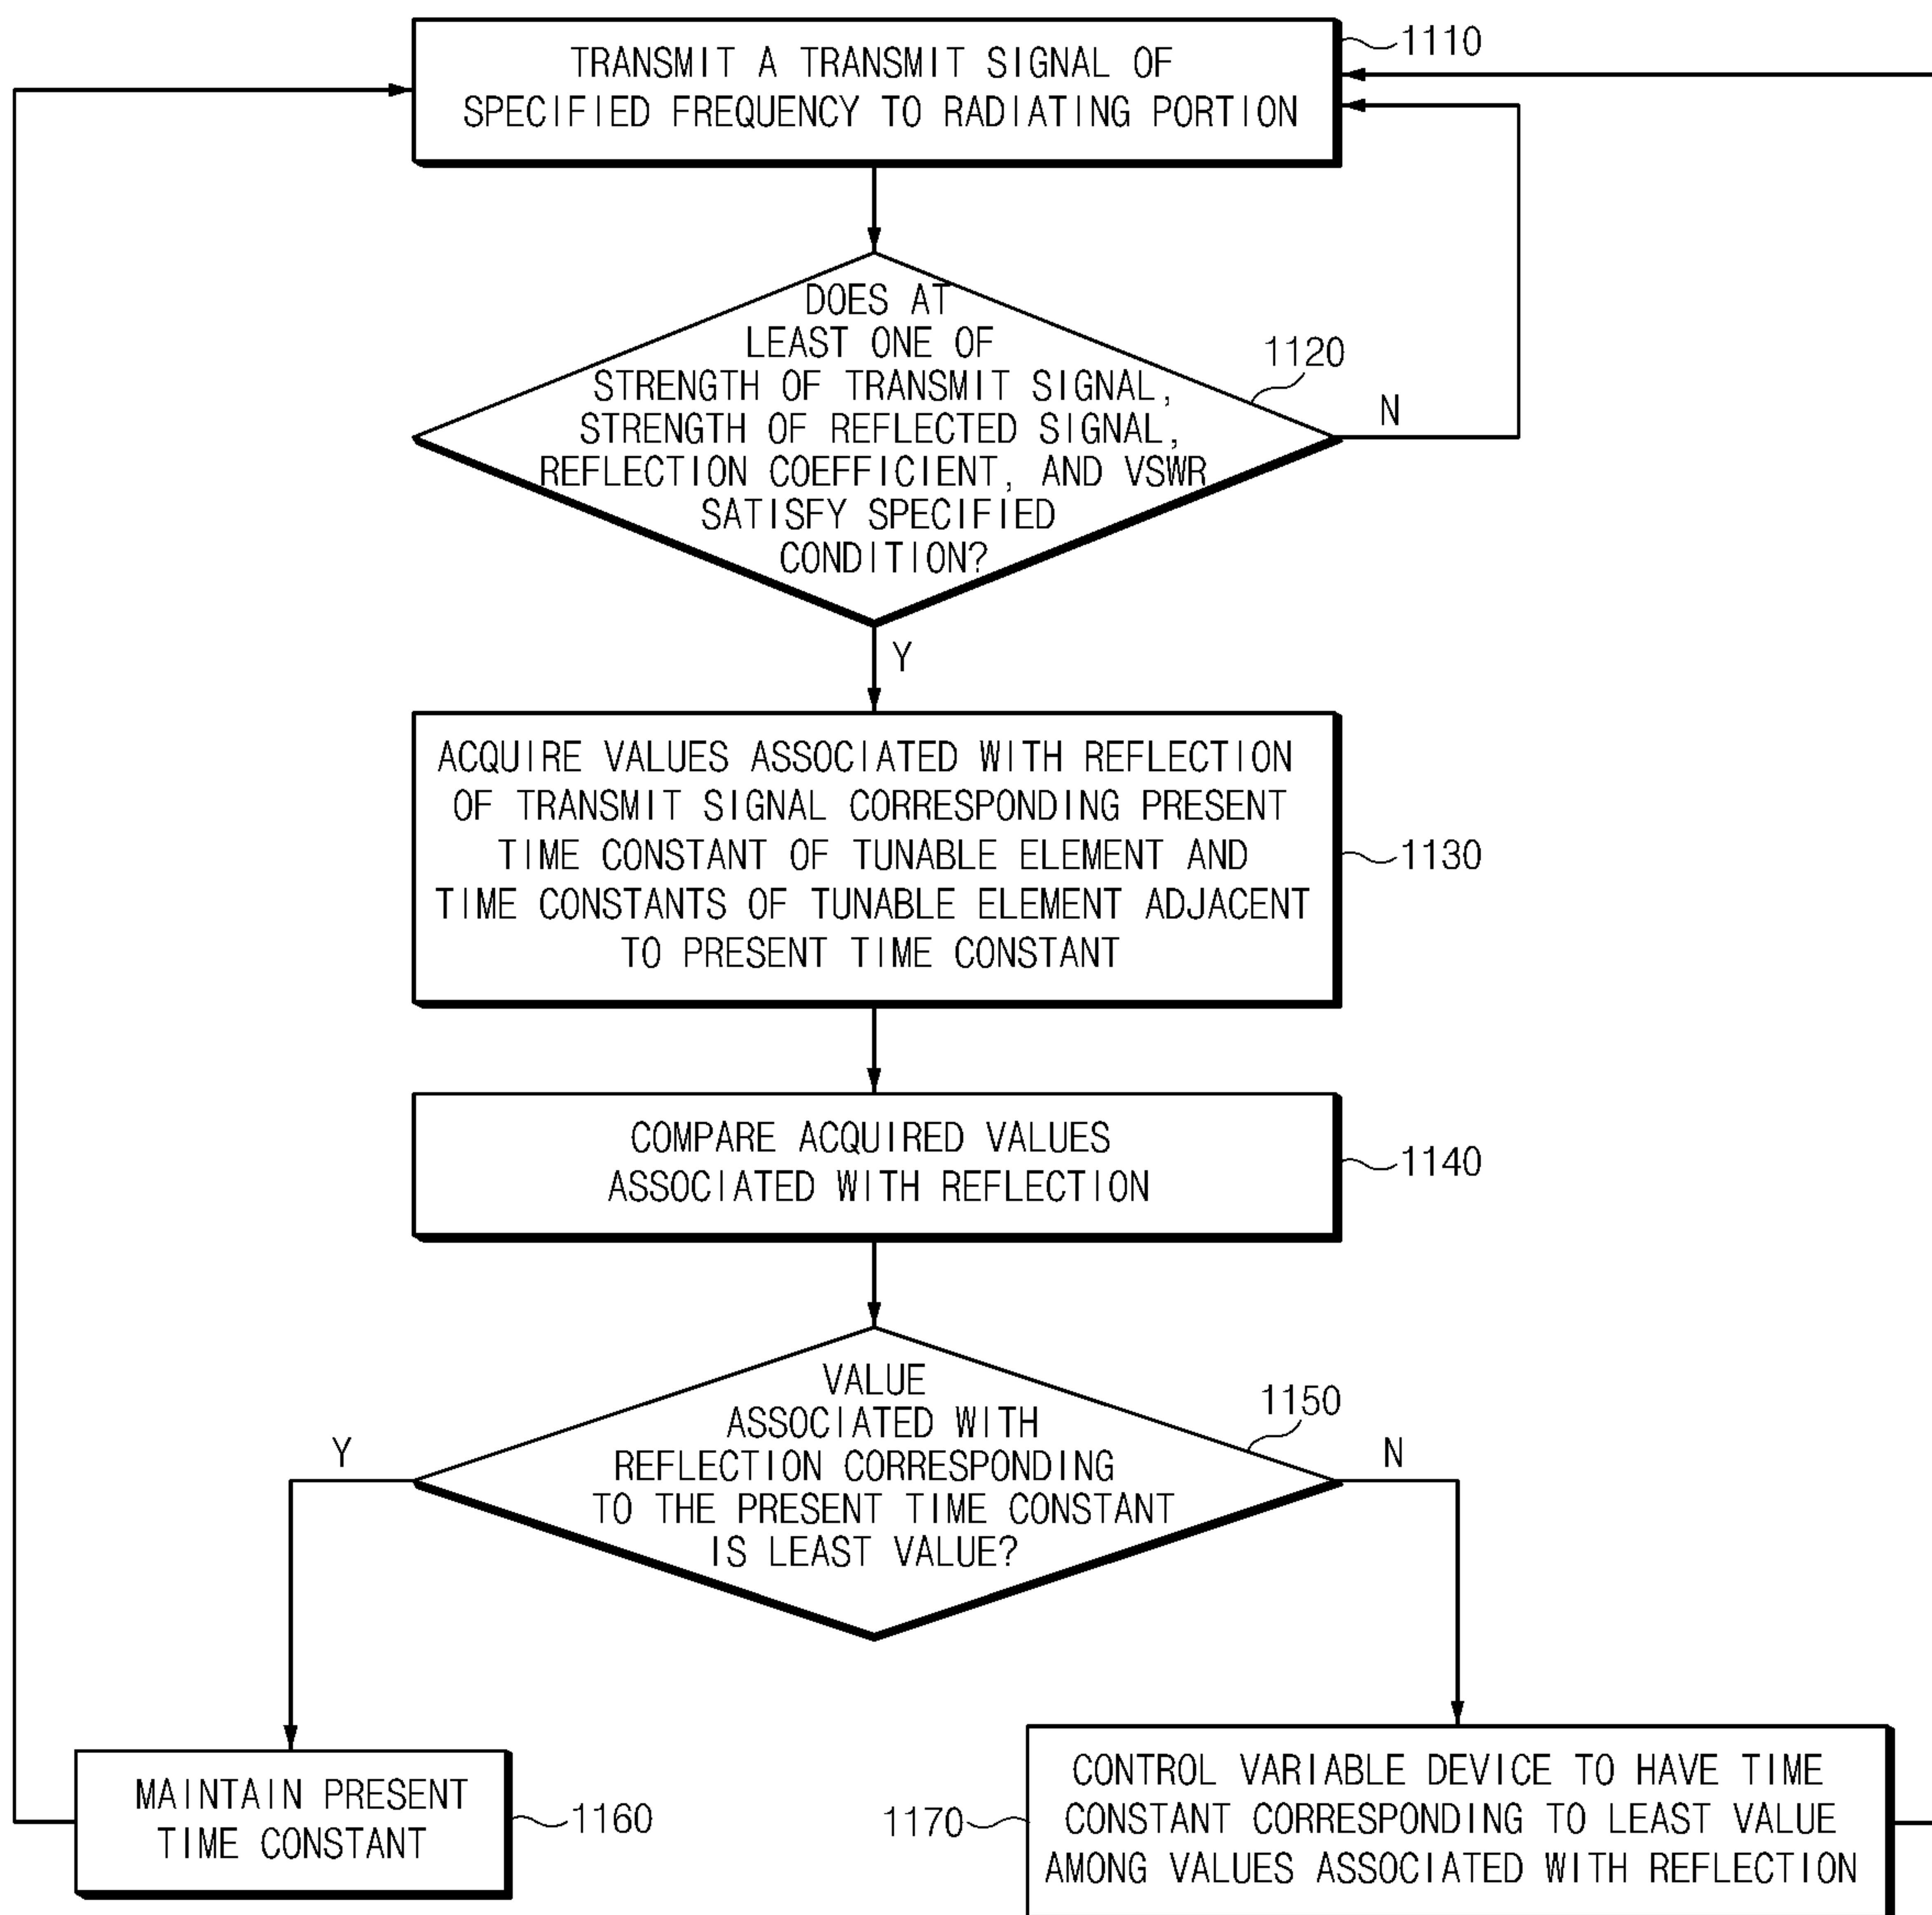 TRANSMIT A TRANSMIT SIGNAL OF
SPECIFIED FREQUENCY TO RADIATING PORTION
1110
DOES AT
LEAST ONE OF
STRENGTH OF TRANSMIT SIGNAL,
STRENGTH OF REFLECTED SIGNAL,
REFLECTION COEFFICIENT, AND VSWR
SATISFY SPECIFIED
CONDITION?
1120
N
Y
ACQUIRE VALUES ASSOCIATED WITH REFLECTION
OF TRANSMIT SIGNAL CORRESPONDING PRESENT
TIME CONSTANT OF TUNABLE ELEMENT AND
TIME CONSTANTS OF TUNABLE ELEMENT ADJACENT
TO PRESENT TIME CONSTANT
1130
COMPARE ACQUIRED VALUES
ASSOCIATED WITH REFLECTION
1140
VALUE
ASSOCIATED WITH
REFLECTION CORRESPONDING
TO THE PRESENT TIME CONSTANT
IS LEAST VALUE?
1150
Y
N
MAINTAIN PRESENT
TIME CONSTANT
1160
1170
CONTROL VARIABLE DEVICE TO HAVE TIME
CONSTANT CORRESPONDING TO LEAST VALUE
AMONG VALUES ASSOCIATED WITH REFLECTION